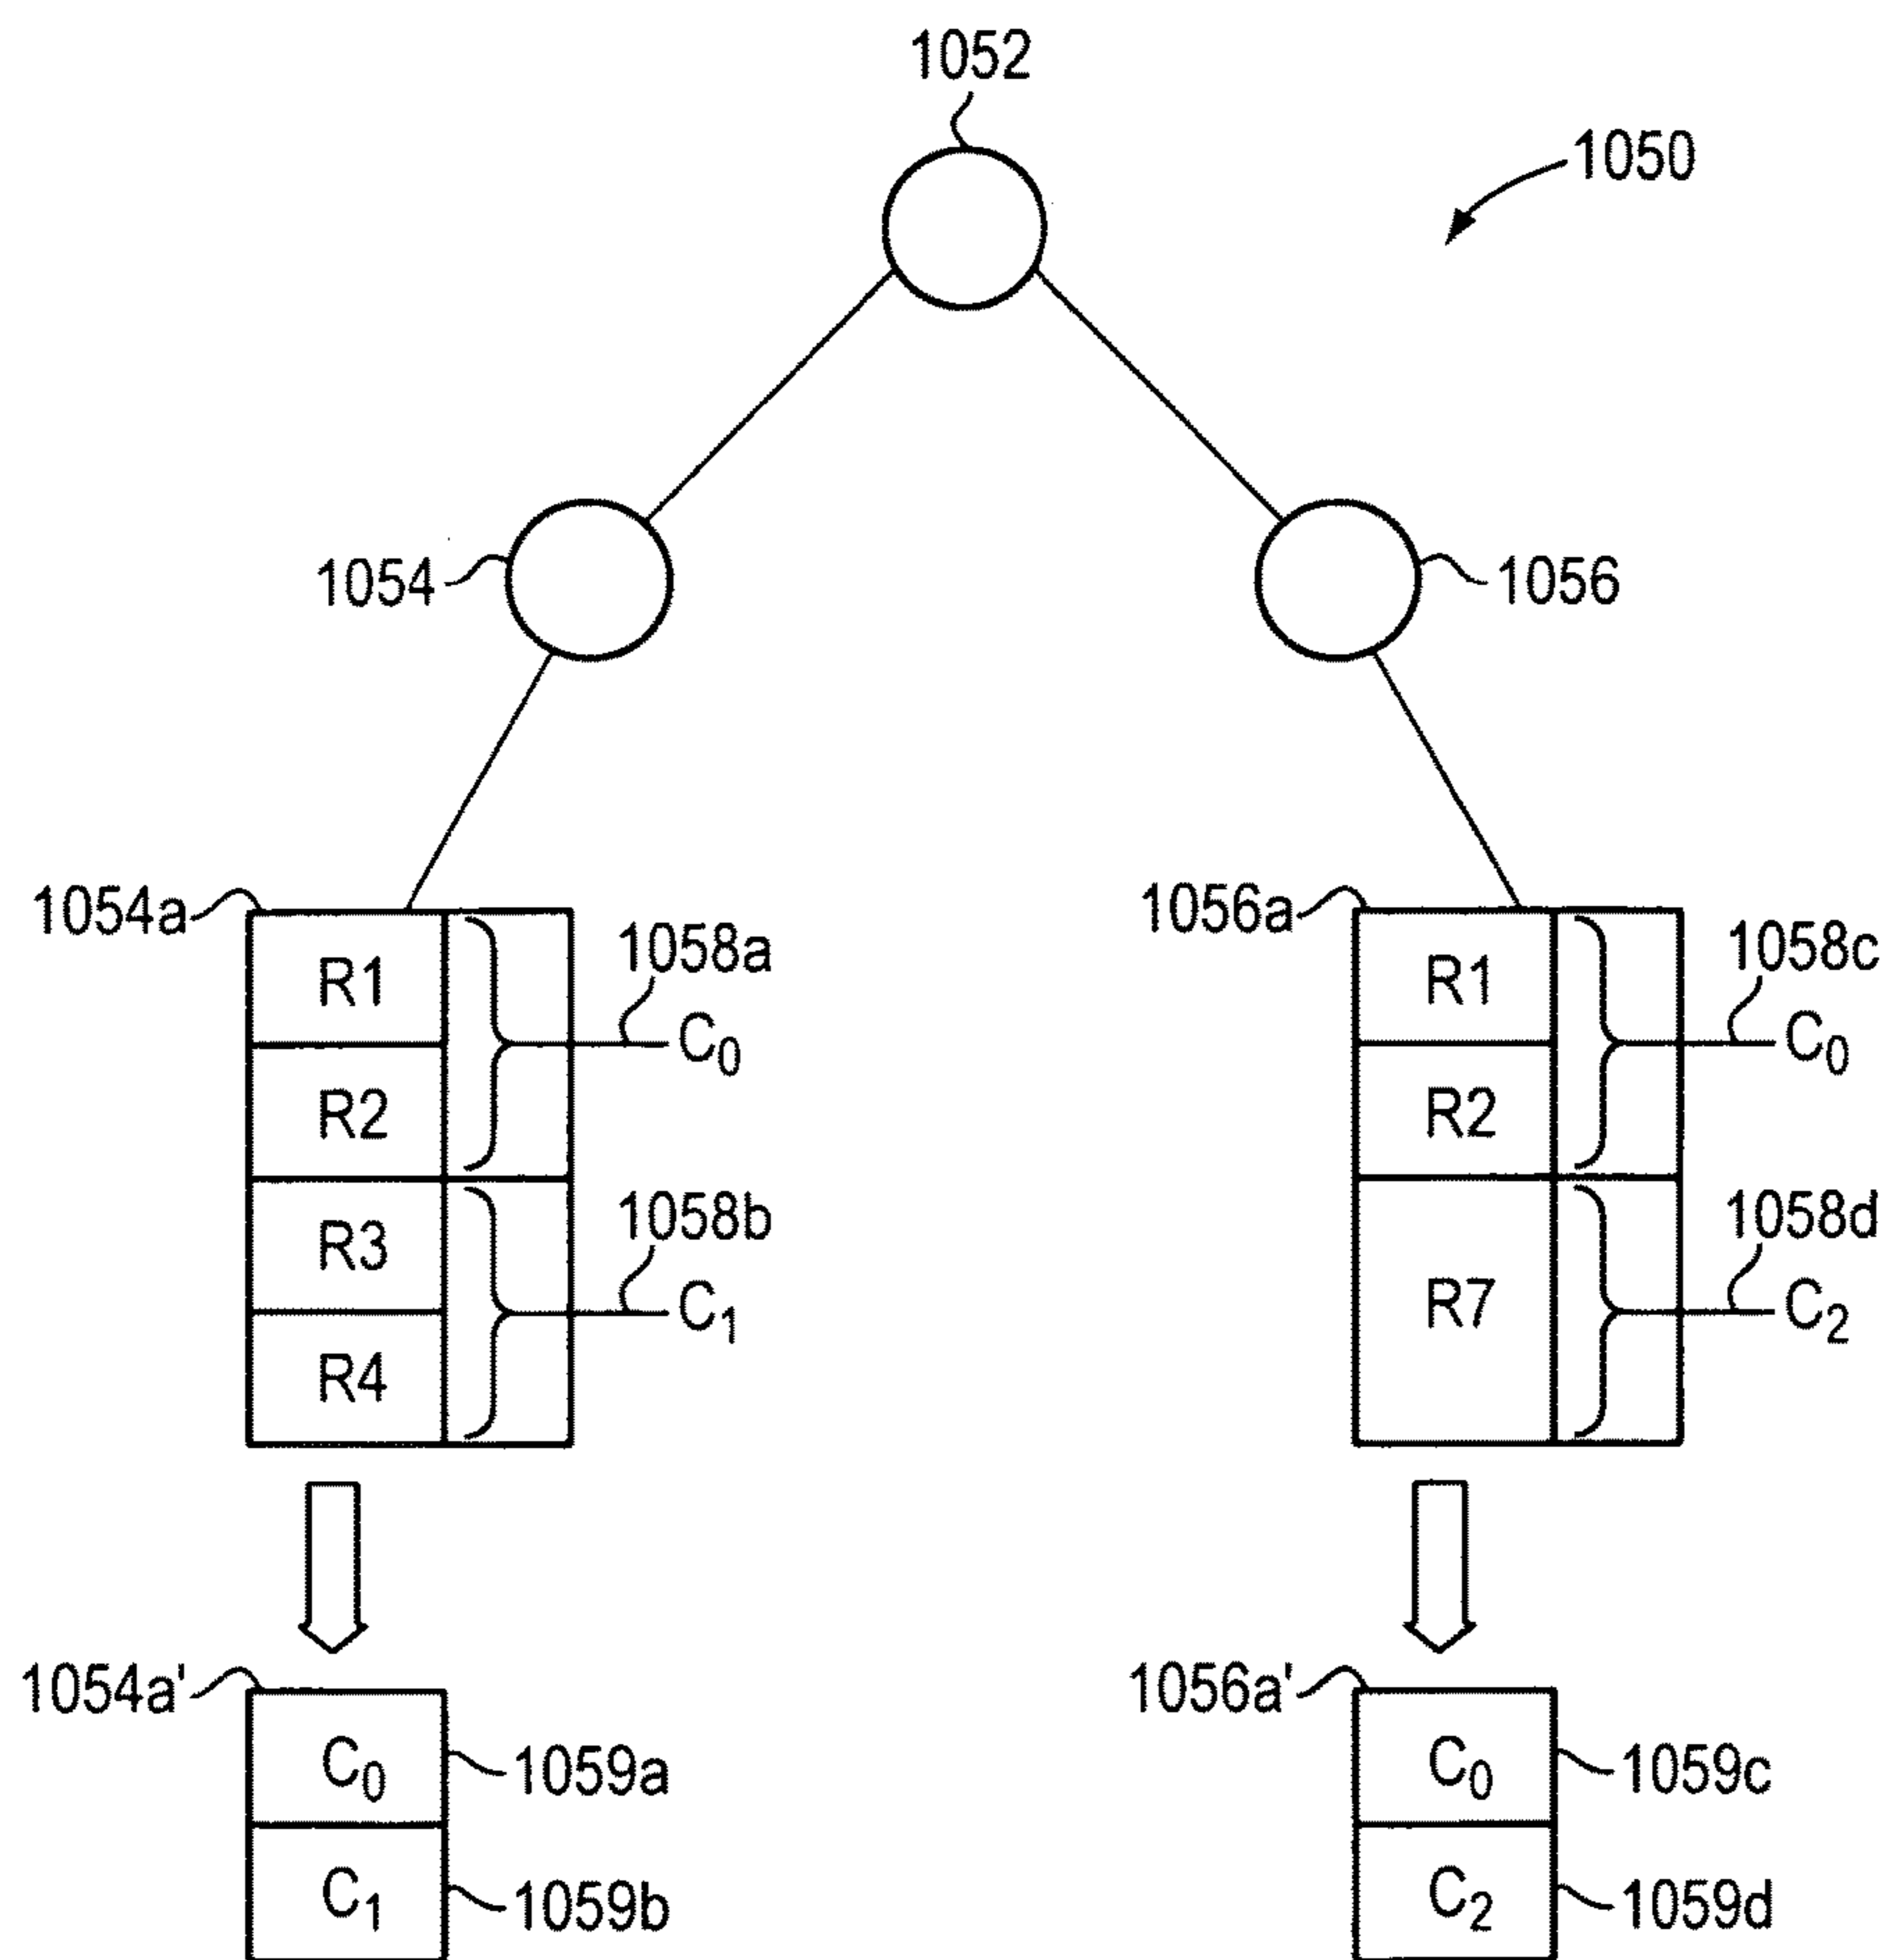 1052
1050
1054
1056
1054a
1056a
R1
1058a
R1
1058c
C₀
C₀
R2
R2
R3
1058b
1058d
C₁
R7
C₂
R4
1054a'
1056a'
C₀
1059a
C₀
1059c
C₁
1059b
C₂
1059d